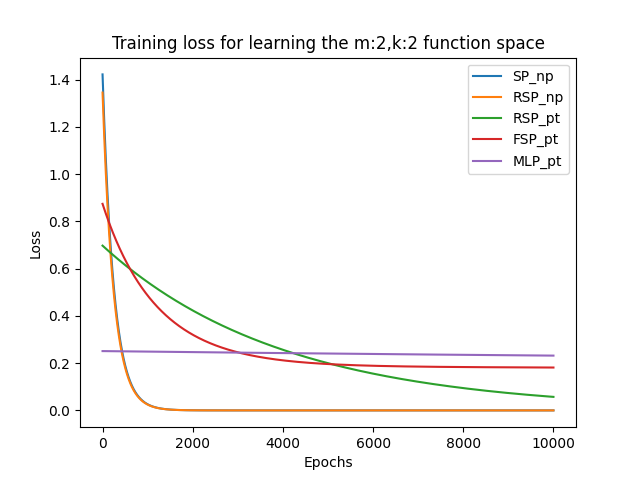 Training loss for learning the m:2,k:2 function space
SP_np
RSP_np
RSP_pt
FSP_pt
MLP_pt
Loss
1.4
1.2
1.0
0.8
0.6
0.4
0.2
0.0
0 2000 4000 6000 8000 10000
Epochs